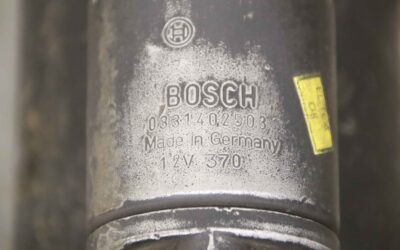 BOSCH
0331402503
(Made in Germany)
12V 370